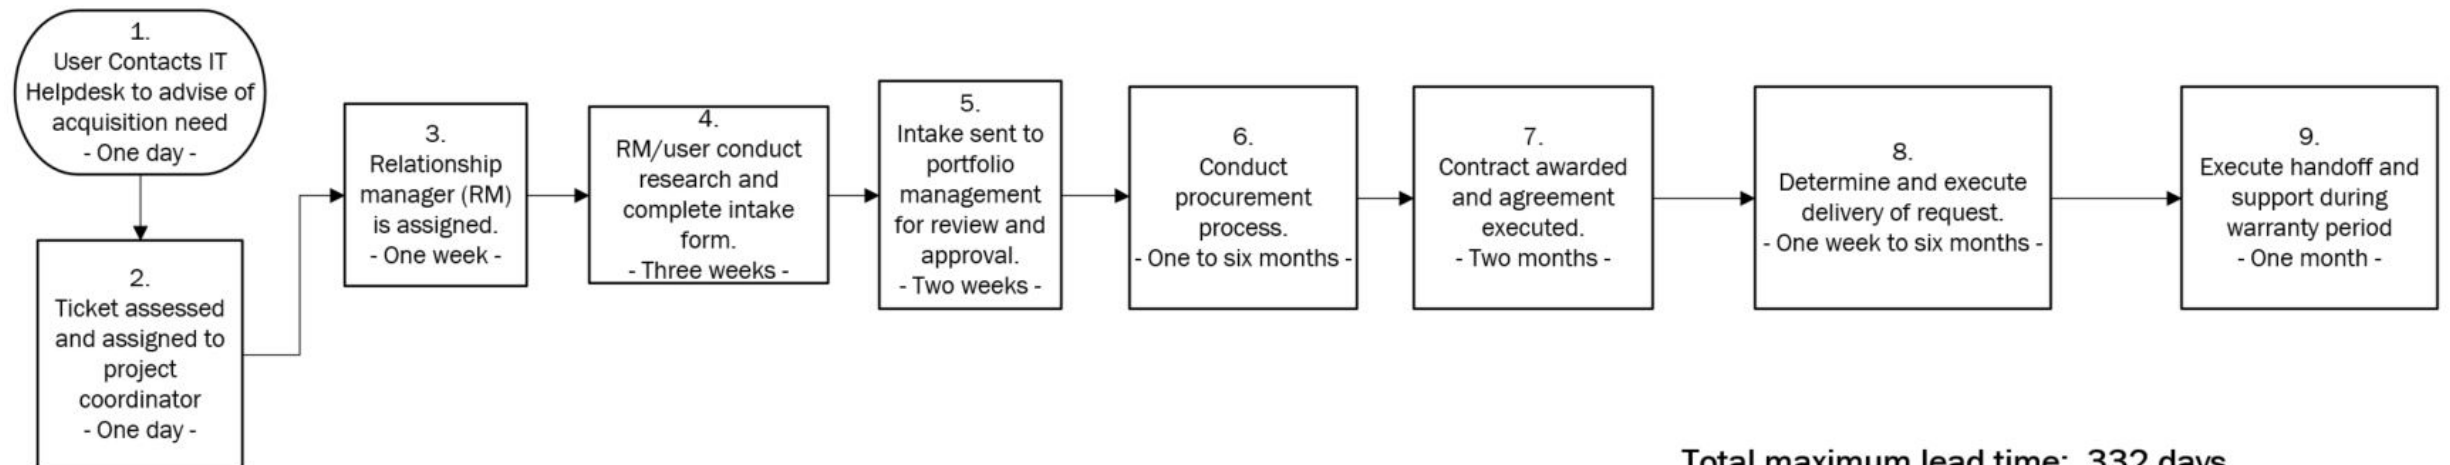 1.
User Contacts IT
Helpdesk to advise of
acquisition need
- One day -
2.
Ticket assessed
and assigned to
project
coordinator
- One day -
3.
Relationship
manager (RM)
is assigned.
- One week -
4.
RM/user conduct
research and
complete intake
form.
- Three weeks -
5.
Intake sent to
portfolio
management
for review and
approval.
- Two weeks -
6.
Conduct
procurement
process.
- One to six months -
7.
Contract awarded
and agreement
executed.
- Two months -
8.
Determine and execute
delivery of request.
- One week to six months -
9.
Execute handoff and
support during
warranty period
- One month -
Total maximum lead time: 332 days